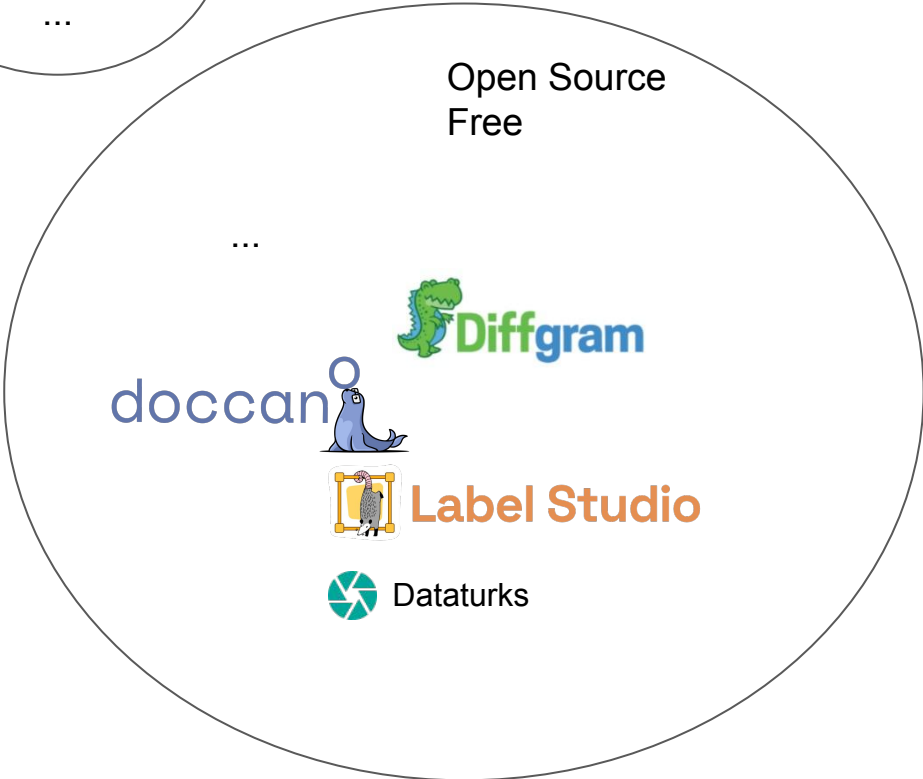 ...
Open Source
Free
...
Diffgram
doccano
Label Studio
Dataturks